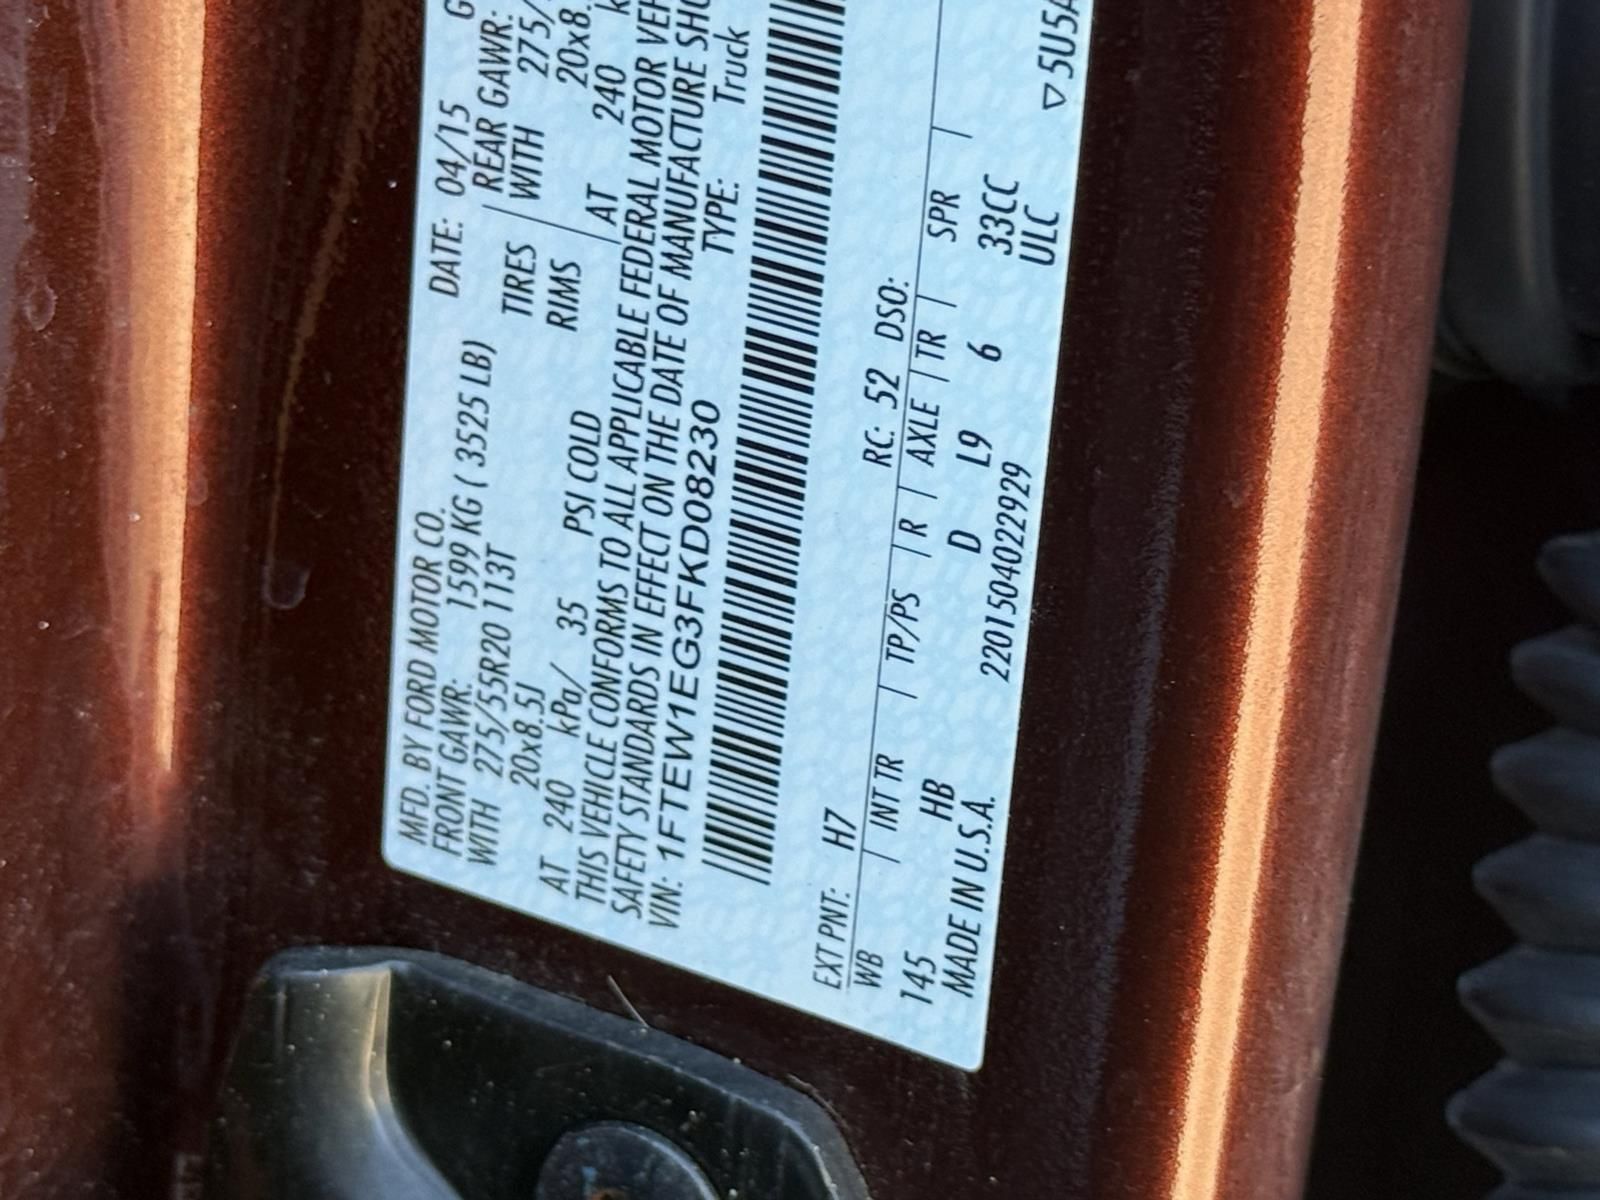 MFD. BY FORD MOTOR CO. DATE: 04/15
FRONT GAWR: 1599 KG ( 3525 LB) REAR GAWR:
WITH 275/55R20 113T TIRES WITH 275/
20x8.5J RIMS 20x8.
AT 240 kPa/ 35 PSI COLD AT 240
THIS VEHICLE CONFORMS TO ALL APPLICABLE FEDERAL MOTOR
SAFETY STANDARDS IN EFFECT ON THE DATE OF MANUFACTURE
VIN: 1FTEW1EG3FKD08230 TYPE: Truck
EXT PNT: H7 RC: 52 DSO:
WB | INT TR | TP/PS | R | AXLE | TR | SPR |
145 HB D L9 6 33CC
MADE IN U.S.A. 2201504022929 ULC
▽ 5U5A